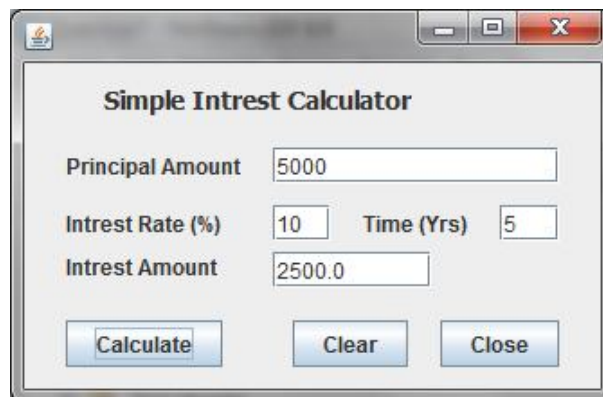 Simple Intrest Calculator
Principal Amount 5000
Intrest Rate (%) 10 Time (Yrs) 5
Intrest Amount 2500.0
Calculate Clear Close